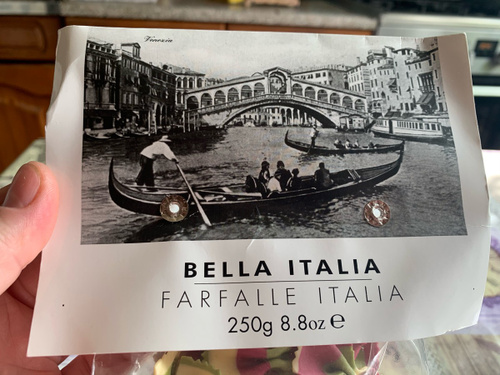 Venezia
BELLA ITALIA
FARFALLE ITALIA
250g 8.8oz ℮